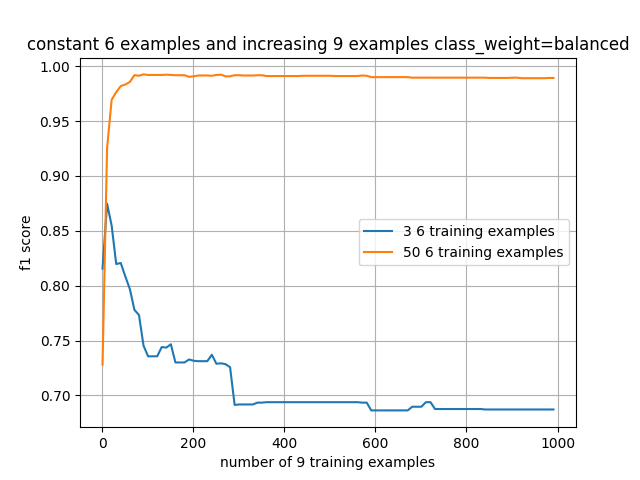 constant 6 examples and increasing 9 examples class_weight=balanced
1.00
0.95
0.90
0.85
0.80
0.75
0.70
f1 score
3 6 training examples
50 6 training examples
0 200 400 600 800 1000
number of 9 training examples